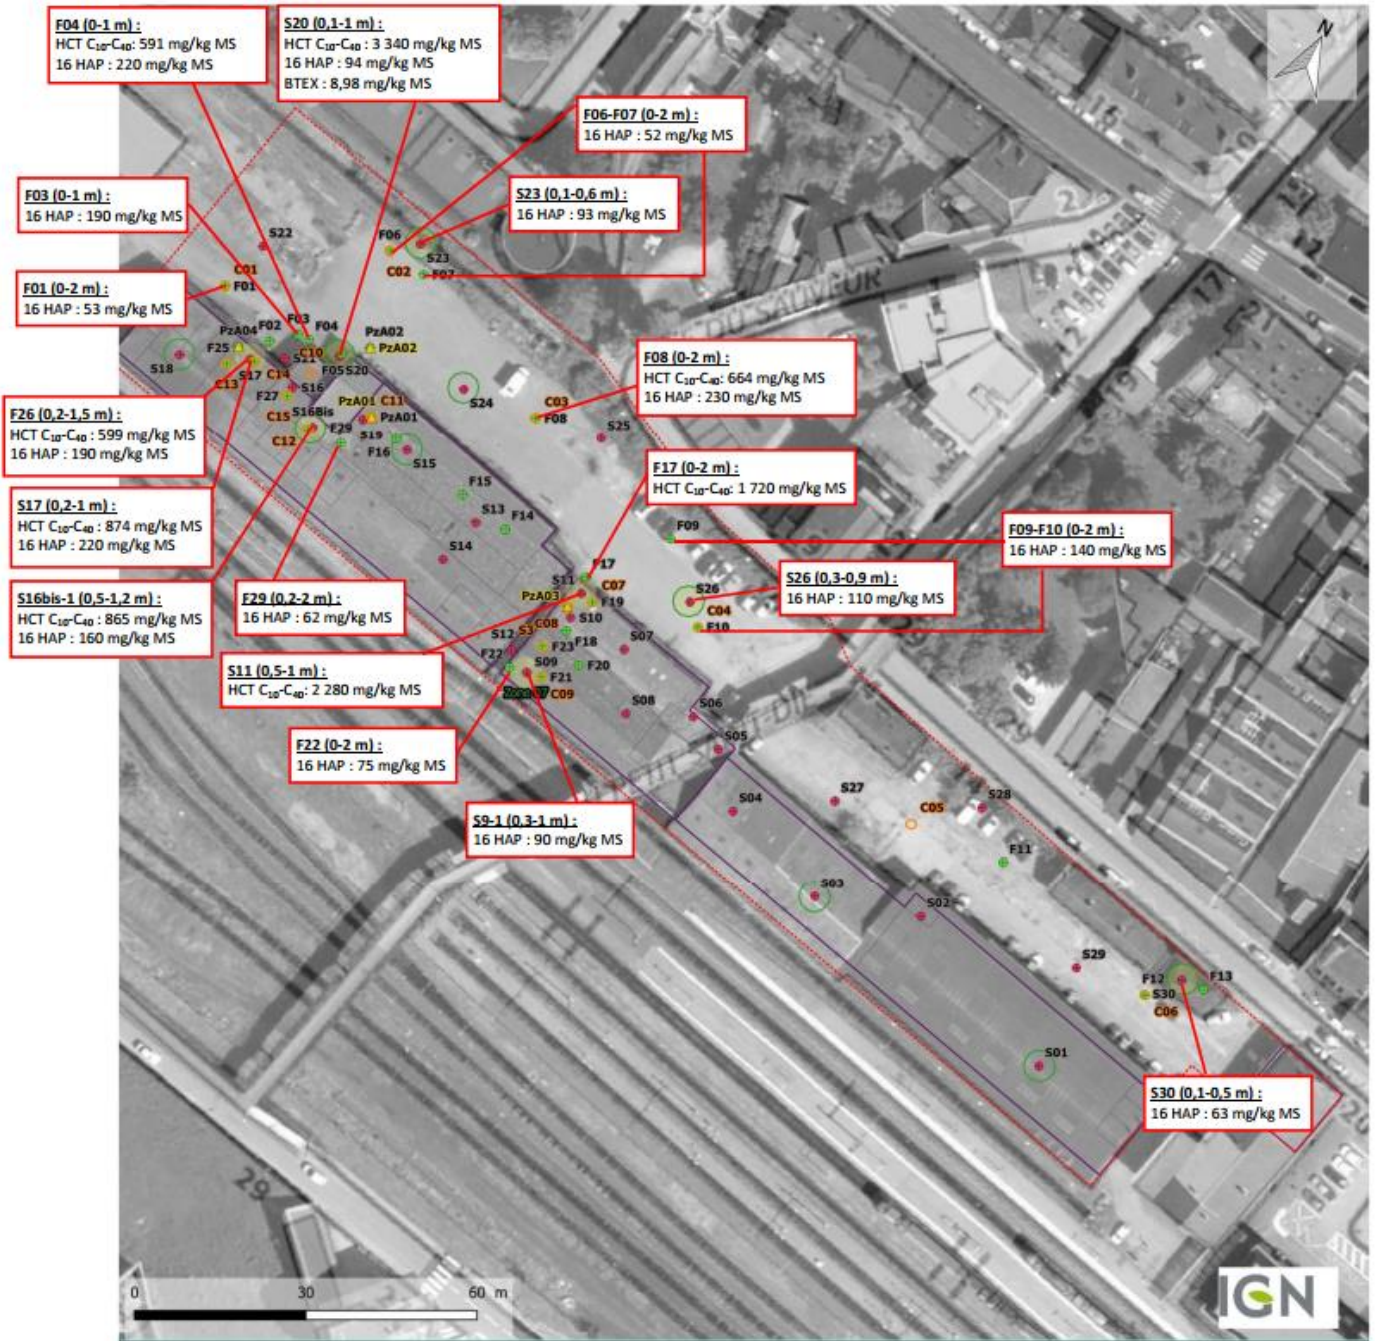 F04 (0-1 m) :
HCT C₁₀-C₄₀: 591 mg/kg MS
16 HAP : 220 mg/kg MS
S20 (0,1-1 m) :
HCT C₁₀-C₄₀ : 3 340 mg/kg MS
16 HAP : 94 mg/kg MS
BTEX : 8,98 mg/kg MS
N
F06-F07 (0-2 m) :
16 HAP : 52 mg/kg MS
F03 (0-1 m) :
16 HAP : 190 mg/kg MS
S23 (0,1-0,6 m) :
16 HAP : 93 mg/kg MS
F01 (0-2 m) :
16 HAP : 53 mg/kg MS
S22
F06
S23
C02
F07
C01
F01
DU SAUVEUR
17
F02
F03
F04
PzA02
PzA02
PzA04
F25
S18
S17
C13
C14
S21
C10
F05
S20
S16
F27
S16Bis
C15
C12
F29
PzA01
C11
PzA01
S19
F16
S15
S24
C03
F08
S25
F08 (0-2 m) :
HCT C₁₀-C₄₀: 664 mg/kg MS
16 HAP : 230 mg/kg MS
F26 (0,2-1,5 m) :
HCT C₁₀-C₄₀: 599 mg/kg MS
16 HAP : 190 mg/kg MS
F17 (0-2 m) :
HCT C₁₀-C₄₀: 1 720 mg/kg MS
S17 (0,2-1 m) :
HCT C₁₀-C₄₀ : 874 mg/kg MS
16 HAP : 220 mg/kg MS
F15
S13
F14
S14
F09
F09-F10 (0-2 m) :
16 HAP : 140 mg/kg MS
S26 (0,3-0,9 m) :
16 HAP : 110 mg/kg MS
S16bis-1 (0,5-1,2 m) :
HCT C₁₀-C₄₀: 865 mg/kg MS
16 HAP : 160 mg/kg MS
F29 (0,2-2 m) :
16 HAP : 62 mg/kg MS
F17
S11
C07
PzA03
F19
S10
C08
S12
F18
F23
F22
S09
F20
F21
C09
S07
S26
C04
F10
S11 (0,5-1 m) :
HCT C₁₀-C₄₀: 2 280 mg/kg MS
S08
S06
S05
F22 (0-2 m) :
16 HAP : 75 mg/kg MS
S9-1 (0,3-1 m) :
16 HAP : 90 mg/kg MS
S04
S27
C05
S28
F11
S03
S02
S29
F12
S30
F13
C06
S01
S30 (0,1-0,5 m) :
16 HAP : 63 mg/kg MS
29
20
0 30 60 m
IGN